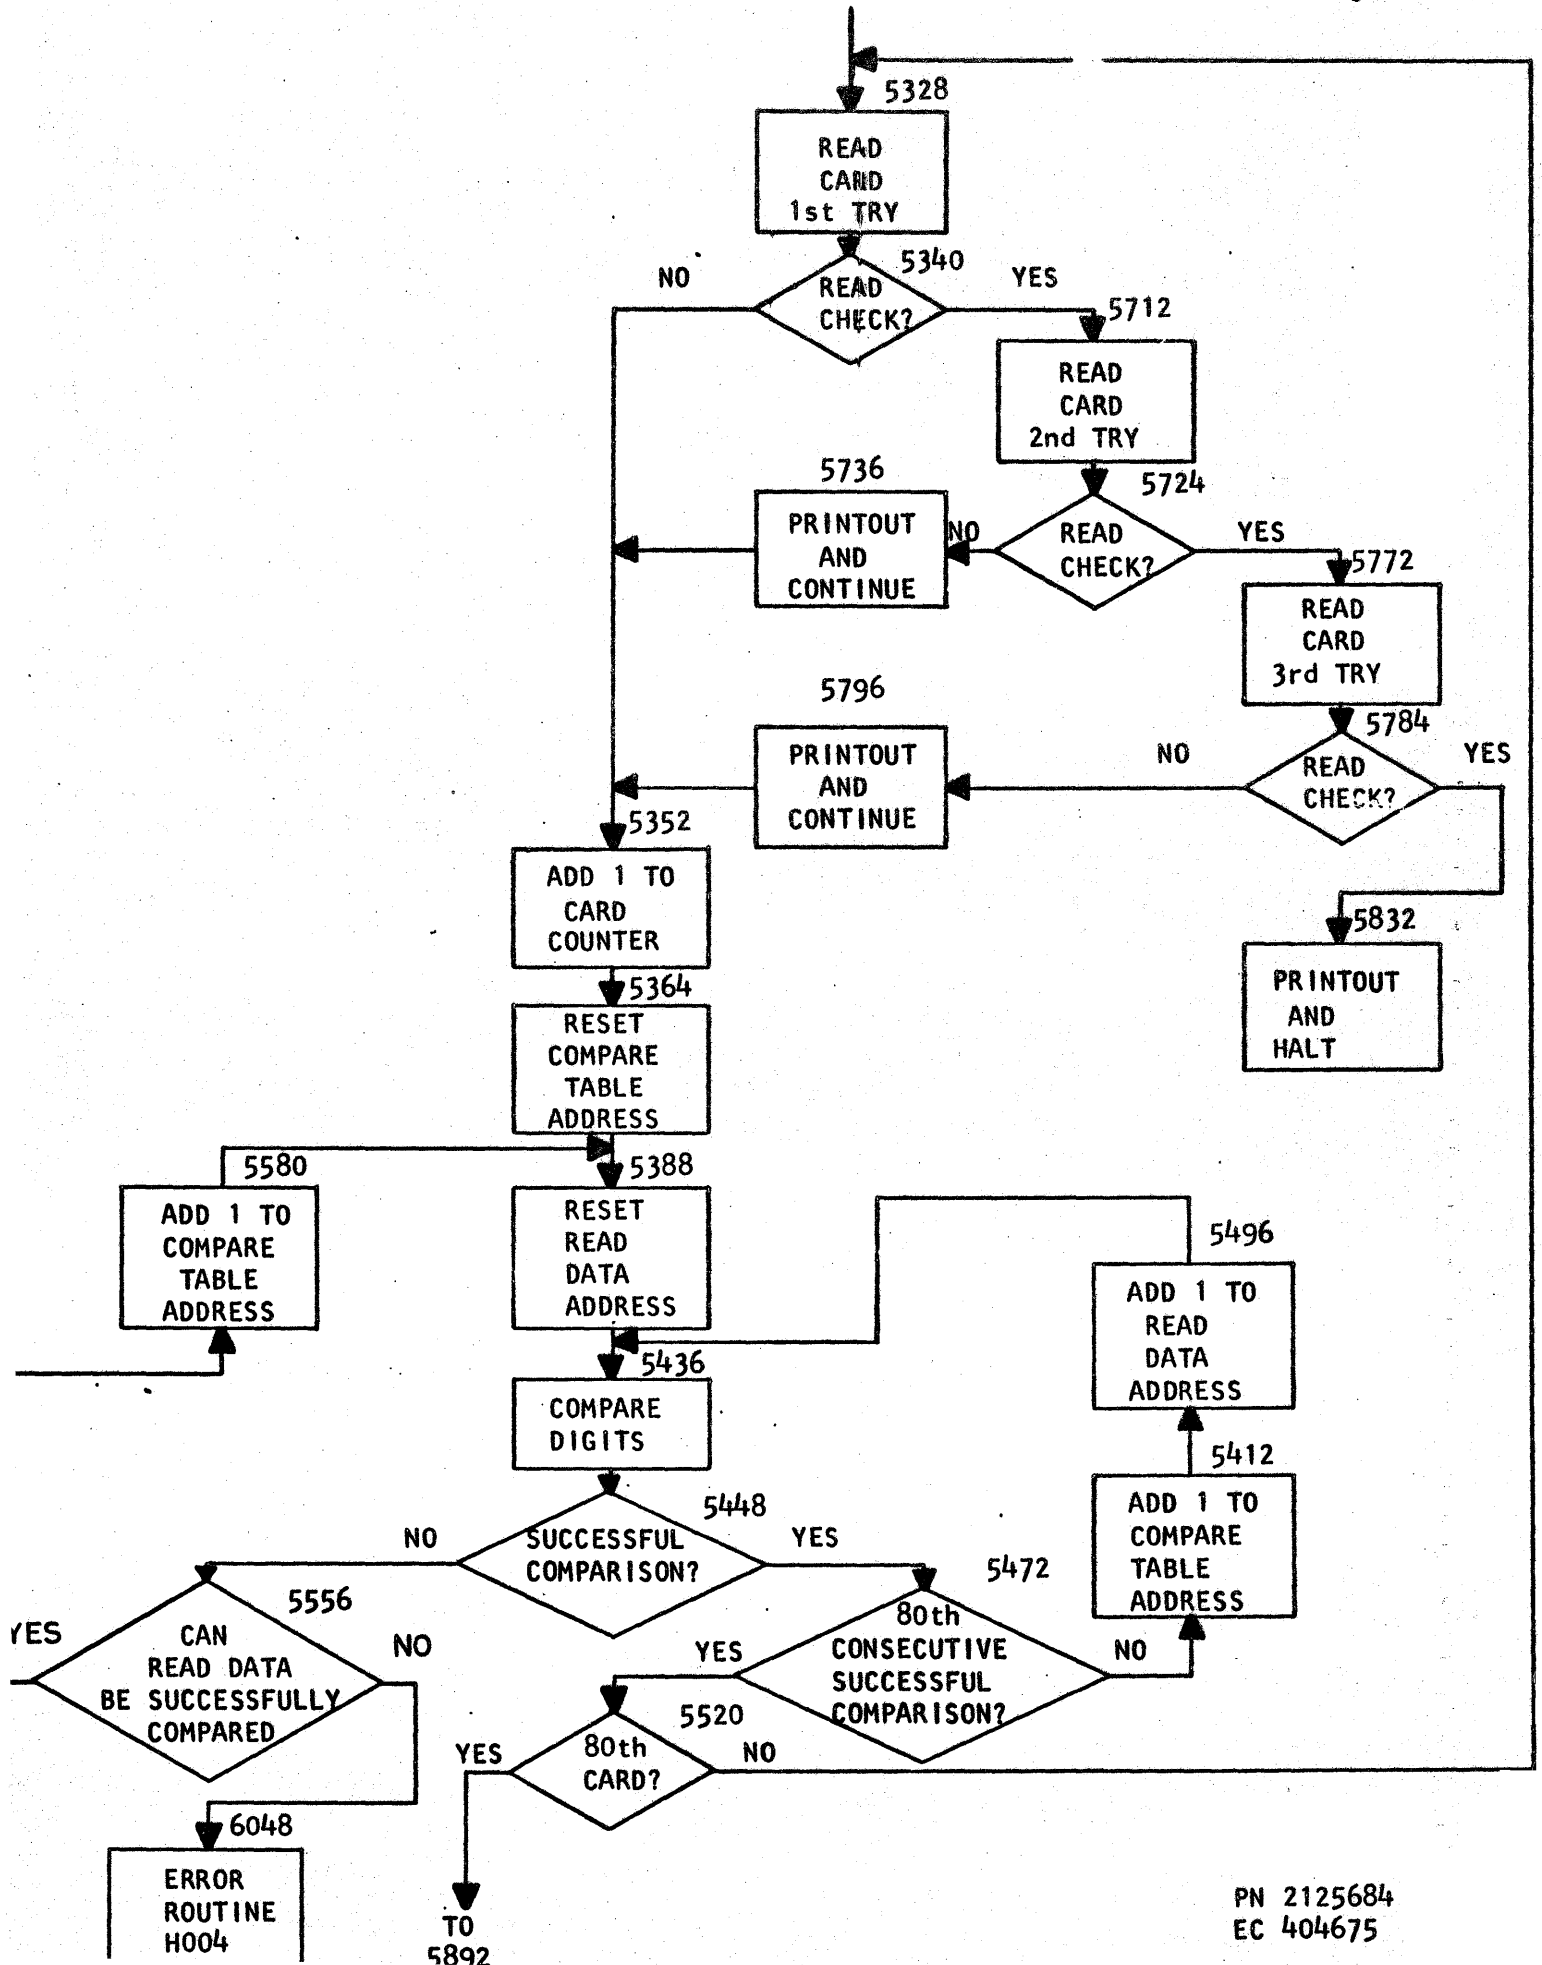 5328
READ
CARD
1st TRY
5340
NO
YES
READ
CHECK?
5712
READ
CARD
2nd TRY
5736
5724
PRINTOUT
AND
CONTINUE
NO
READ
CHECK?
YES
5772
READ
CARD
3rd TRY
5796
5784
PRINTOUT
AND
CONTINUE
NO
READ
CHECK?
YES
5352
ADD 1 TO
CARD
COUNTER
5832
PRINTOUT
AND
HALT
5364
RESET
COMPARE
TABLE
ADDRESS
5580
5388
ADD 1 TO
COMPARE
TABLE
ADDRESS
RESET
READ
DATA
ADDRESS
5496
ADD 1 TO
READ
DATA
ADDRESS
5436
COMPARE
DIGITS
5412
ADD 1 TO
COMPARE
TABLE
ADDRESS
5448
NO
SUCCESSFUL
COMPARISON?
YES
5472
5556
80th
CONSECUTIVE
SUCCESSFUL
COMPARISON?
YES
NO
YES
CAN
READ DATA
BE SUCCESSFULLY
COMPARED
NO
5520
80th
CARD?
YES
NO
6048
ERROR
ROUTINE
H004
TO
5892
PN 2125684
EC 404675